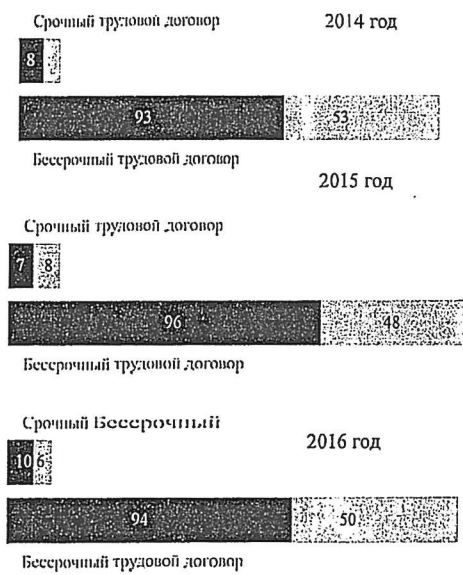 Срочный трудовой договор
2014 год
8
93 53
Бессрочный трудовой договор
2015 год
Срочный трудовой договор
7 8
96 48
Бессрочный трудовой договор
Срочный Бессрочный
2016 год
10 6
94 50
Бессрочный трудовой договор